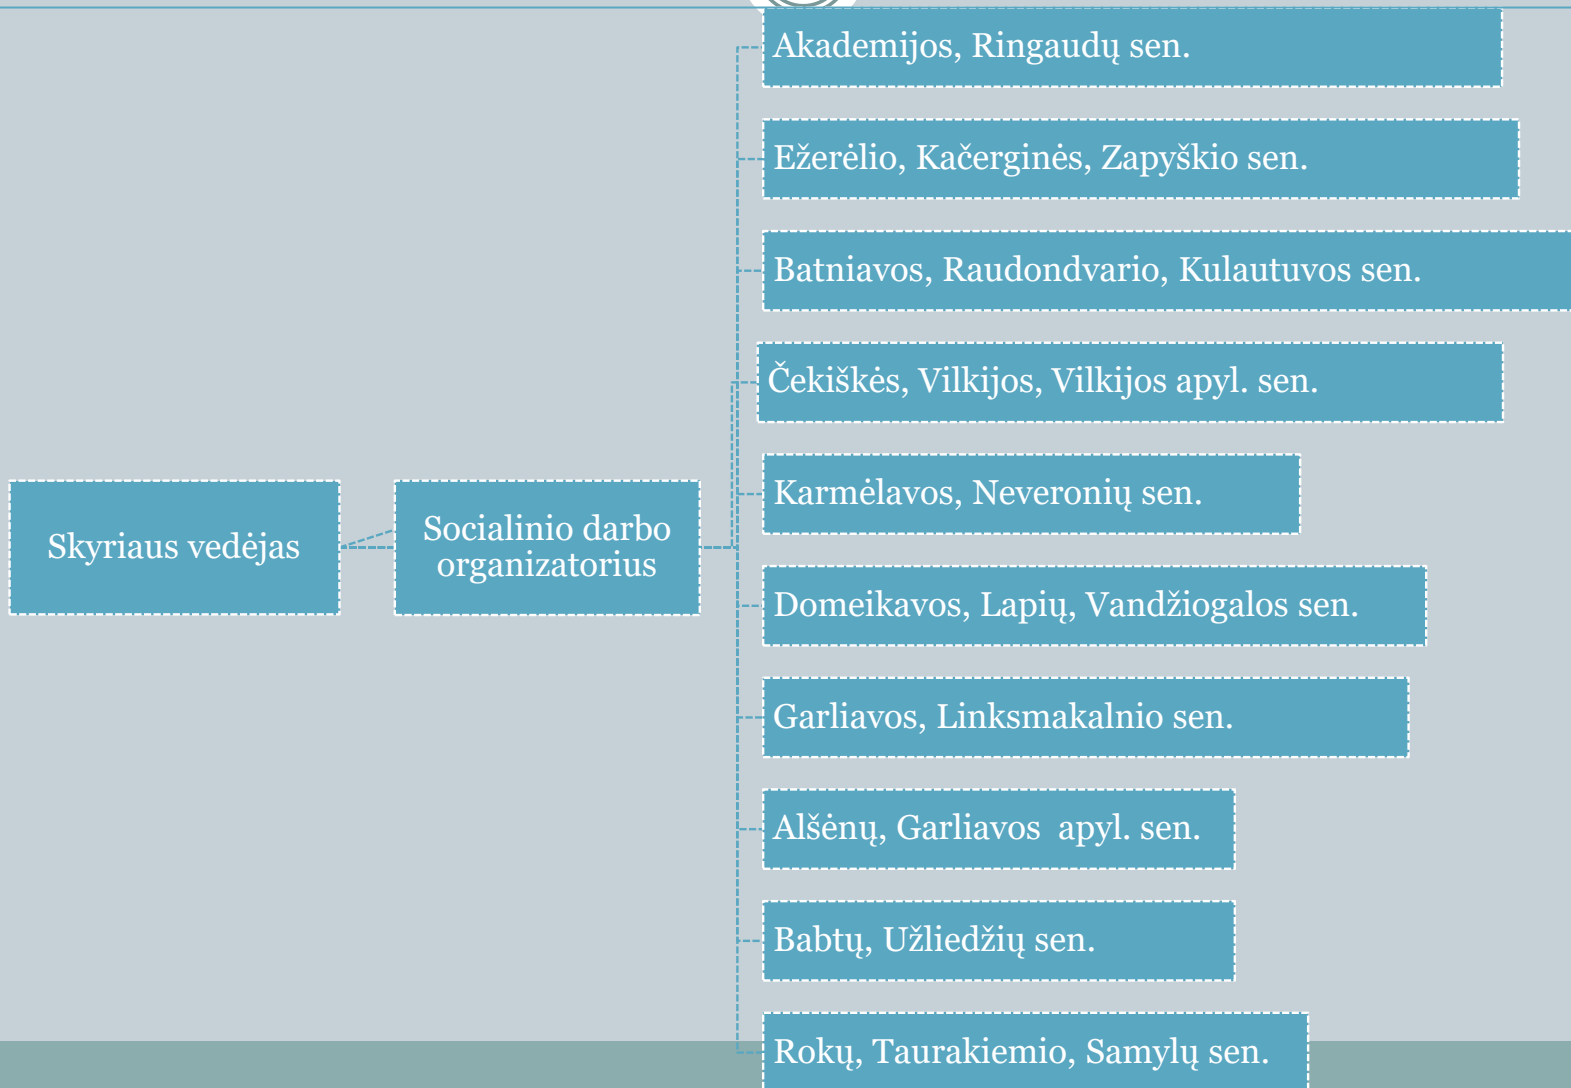 Skyriaus vedėjas
Socialinio darbo
organizatorius
Akademijos, Ringaudų sen.
Ežerėlio, Kačerginės, Zapyškio sen.
Batniavos, Raudondvario, Kulautuvos sen.
Čekiškės, Vilkijos, Vilkijos apyl. sen.
Karmėlavos, Neveronių sen.
Domeikavos, Lapių, Vandžiogalos sen.
Garliavos, Linksmakalnio sen.
Alšėnų, Garliavos  apyl. sen.
Babtų, Užliedžių sen.
Rokų, Taurakiemio, Samylų sen.